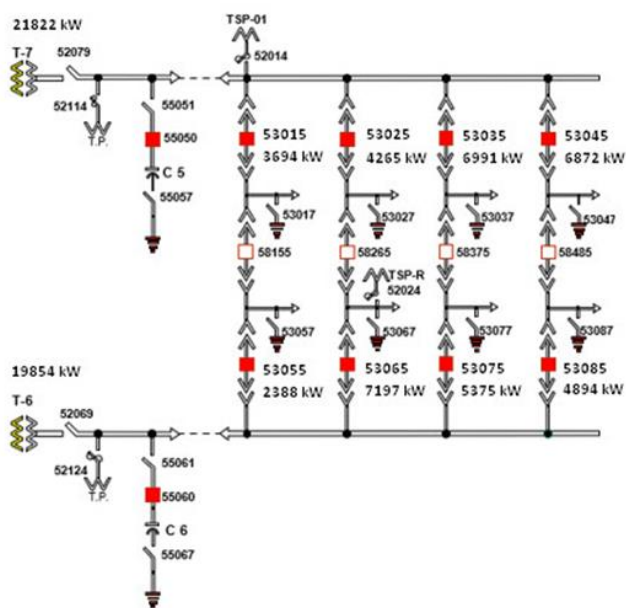 21822 kW
TSP-01
T-7
52079
52014
52114
T.P.
55051
55050
C 5
55057
53015
3694 kW
53025
4265 kW
53035
6991 kW
53045
6872 kW
53017
53027
53037
53047
58155
58265
58375
58485
TSP-R
52024
53057
53067
53077
53087
53055
2388 kW
53065
7197 kW
53075
5375 kW
53085
4894 kW
19854 kW
T-6
52069
52124
T.P.
55061
55060
C 6
55067